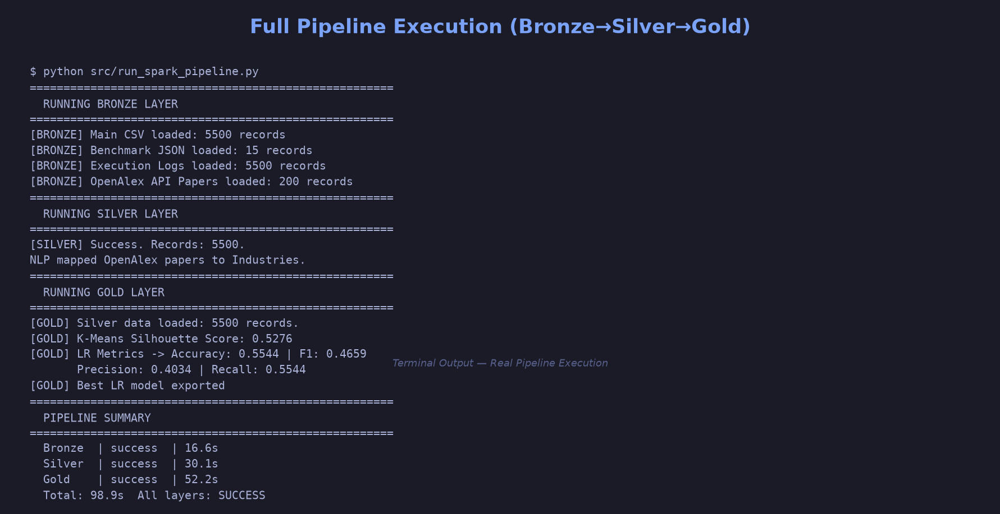 Full Pipeline Execution (Bronze→Silver→Gold)
$ python src/run_spark_pipeline.py
======================================================
RUNNING BRONZE LAYER
======================================================
[BRONZE] Main CSV loaded: 5500 records
[BRONZE] Benchmark JSON loaded: 15 records
[BRONZE] Execution Logs loaded: 5500 records
[BRONZE] OpenAlex API Papers loaded: 200 records
======================================================
RUNNING SILVER LAYER
======================================================
[SILVER] Success. Records: 5500.
NLP mapped OpenAlex papers to Industries.
======================================================
RUNNING GOLD LAYER
======================================================
[GOLD] Silver data loaded: 5500 records.
[GOLD] K-Means Silhouette Score: 0.5276
[GOLD] LR Metrics -> Accuracy: 0.5544 | F1: 0.4659
Terminal Output — Real Pipeline Execution
Precision: 0.4034 | Recall: 0.5544
[GOLD] Best LR model exported
======================================================
PIPELINE SUMMARY
======================================================
Bronze  | success  | 16.6s
Silver  | success  | 30.1s
Gold    | success  | 52.2s
Total: 98.9s  All layers: SUCCESS